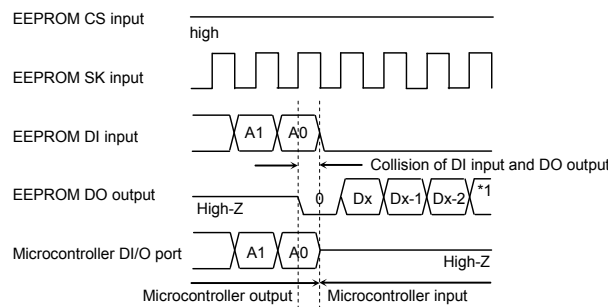 EEPROM CS input
high
EEPROM SK input
EEPROM DI input
A1 A0
Collision of DI input and DO output
EEPROM DO output
High-Z
0 Dx Dx-1 Dx-2 *1
Microcontroller DI/O port
A1 A0
High-Z
Microcontroller output Microcontroller input